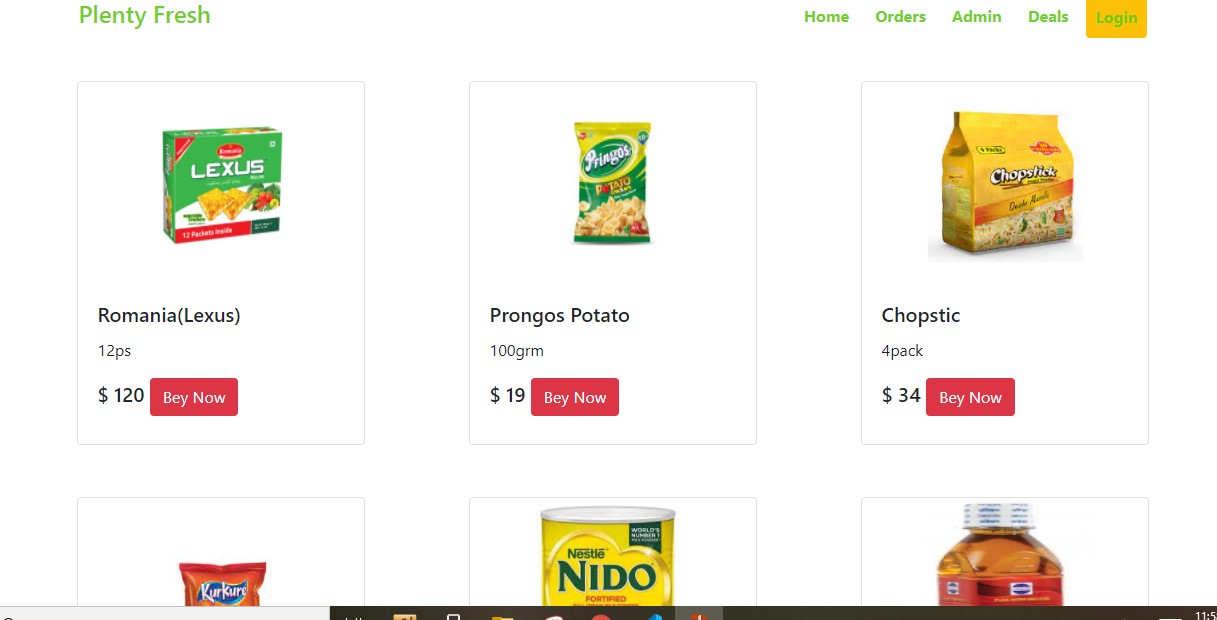 Plenty Fresh
Home Orders Admin Deals Login
Romania
LEXUS
12 Packets Inside
Pringos
POTATO
4 Packs
Chopstick
Deshi Masala
Romania(Lexus)
Prongos Potato
Chopstic
12ps
100grm
4pack
$ 120 Bey Now
$ 19 Bey Now
$ 34 Bey Now
Kurkure
WORLD'S
NUMBER 1
Nestle
NIDO
FORTIFIED
11:5